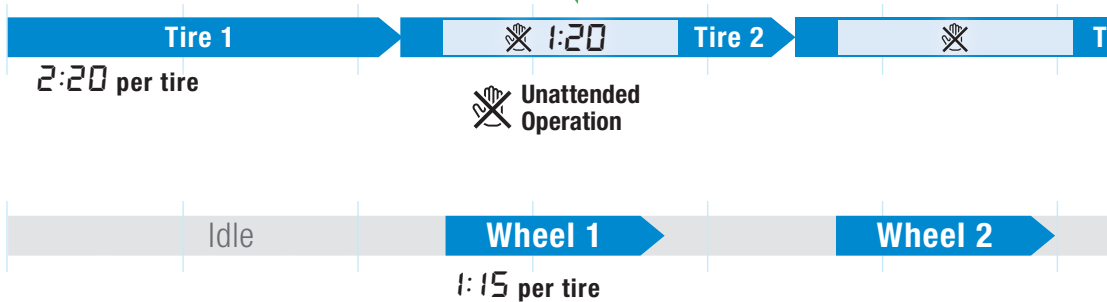 Tire 1
1:20
Tire 2
T
2:20 per tire
Unattended
Operation
Idle
Wheel 1
Wheel 2
1:15 per tire